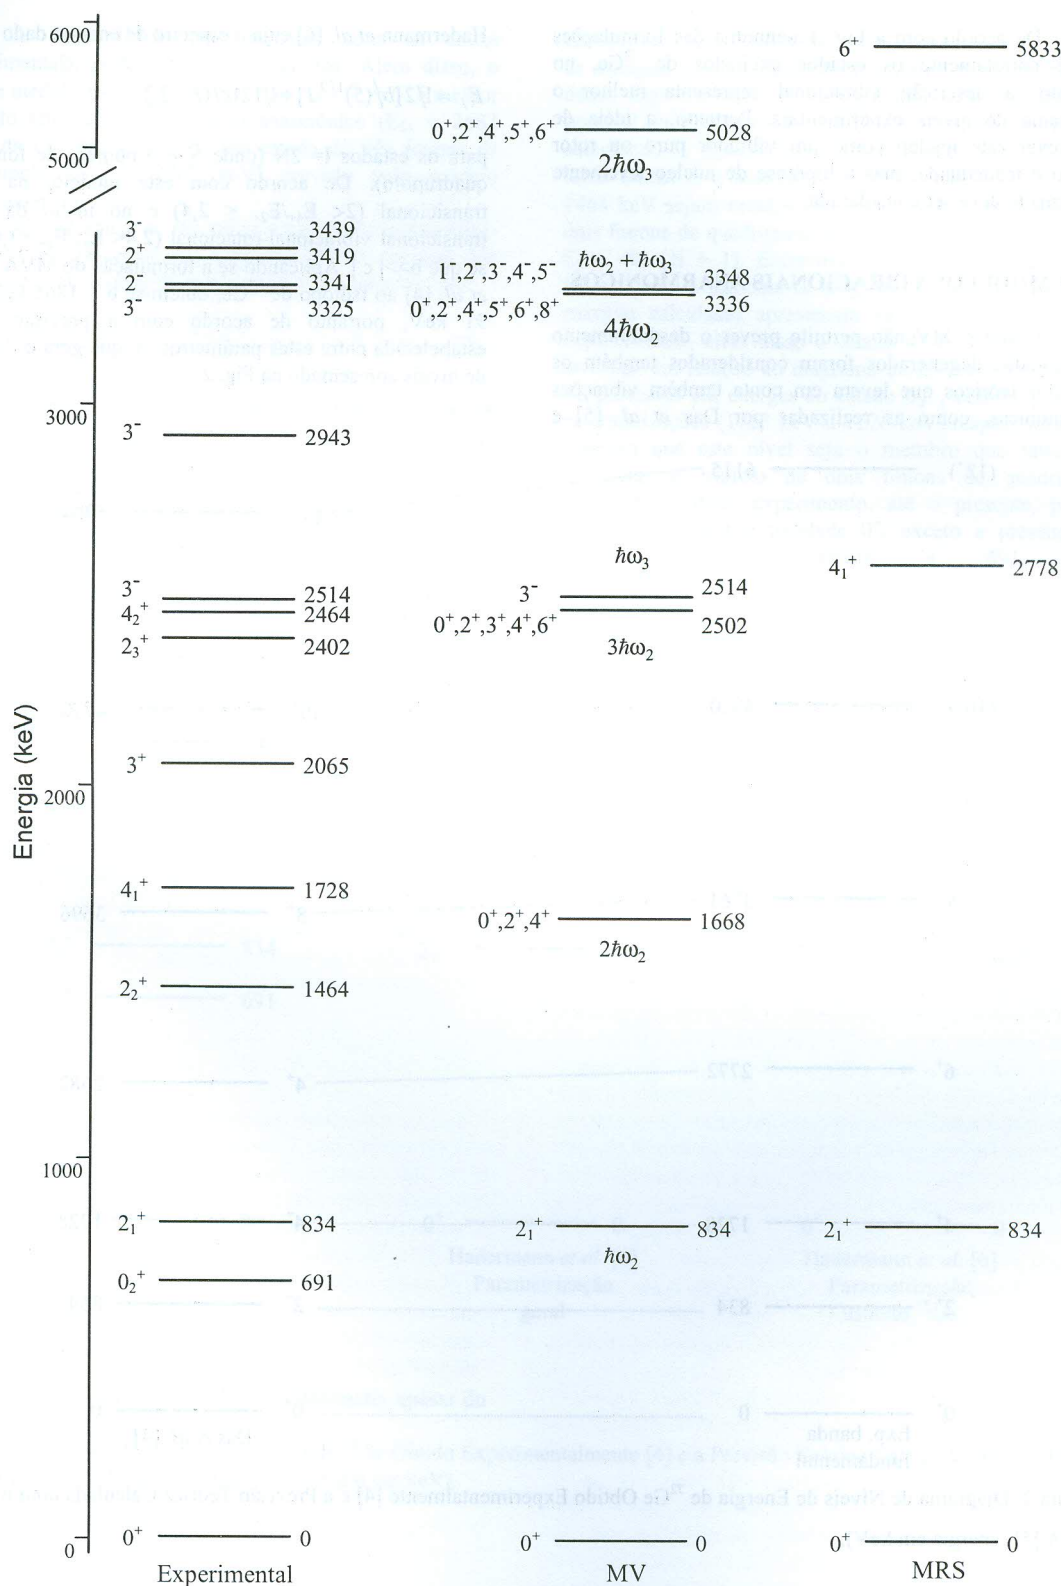 6000
5000
3000
2000
1000
0
Energia (keV)
3⁻ 3439
2⁺ 3419
2⁻ 3341
3⁻ 3325
3⁻ 2943
3⁻ 2514
4₂⁺ 2464
2₃⁺ 2402
3⁺ 2065
4₁⁺ 1728
2₂⁺ 1464
2₁⁺ 834
0₂⁺ 691
0⁺ 0
Experimental
0⁺,2⁺,4⁺,5⁺,6⁺ 5028
2ħω₃
ħω₂ + ħω₃
1⁻,2⁻,3⁻,4⁻,5⁻ 3348
0⁺,2⁺,4⁺,5⁺,6⁺,8⁺ 3336
4ħω₂
ħω₃
3⁻ 2514
0⁺,2⁺,3⁺,4⁺,6⁺ 2502
3ħω₂
0⁺,2⁺,4⁺ 1668
2ħω₂
2₁⁺ 834
ħω₂
0⁺ 0
MV
6⁺ 5833
4₁⁺ 2778
2₁⁺ 834
0⁺ 0
MRS